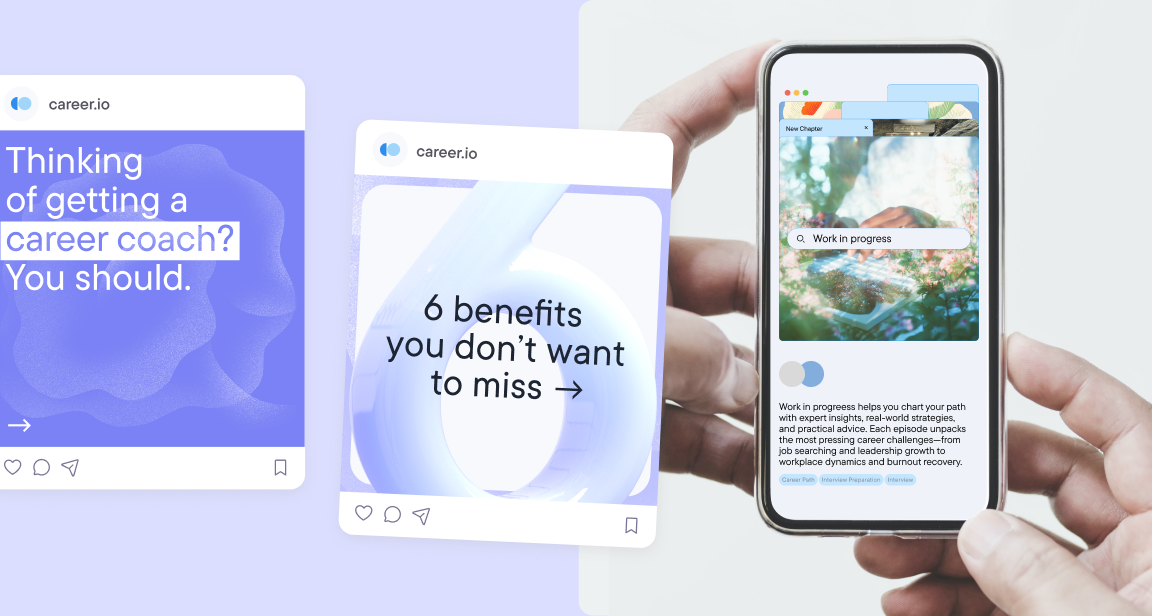 career.io
Thinking
of getting a
career coach?
You should.
career.io
6 benefits
you don't want
to miss →
New Chapter
Work in progress
Work in progreess helps you chart your path
with expert insights, real-world strategies,
and practical advice. Each episode unpacks
the most pressing career challenges—from
job searching and leadership growth to
workplace dynamics and burnout recovery.
Career Path Interview Preparation Interview